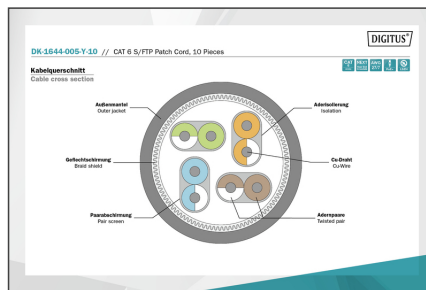 DIGITUS®
DK-1644-005-Y-10 // CAT 6 S/FTP Patch Cord, 10 Pieces
Kabelquerschnitt
Cable cross section
Außenmantel
Outer jacket
Aderisolierung
Isolation
Geflechtschirmung
Braid shield
Cu-Draht
Cu-Wire
Paarabschirmung
Pair screen
Adernpaare
Twisted pair